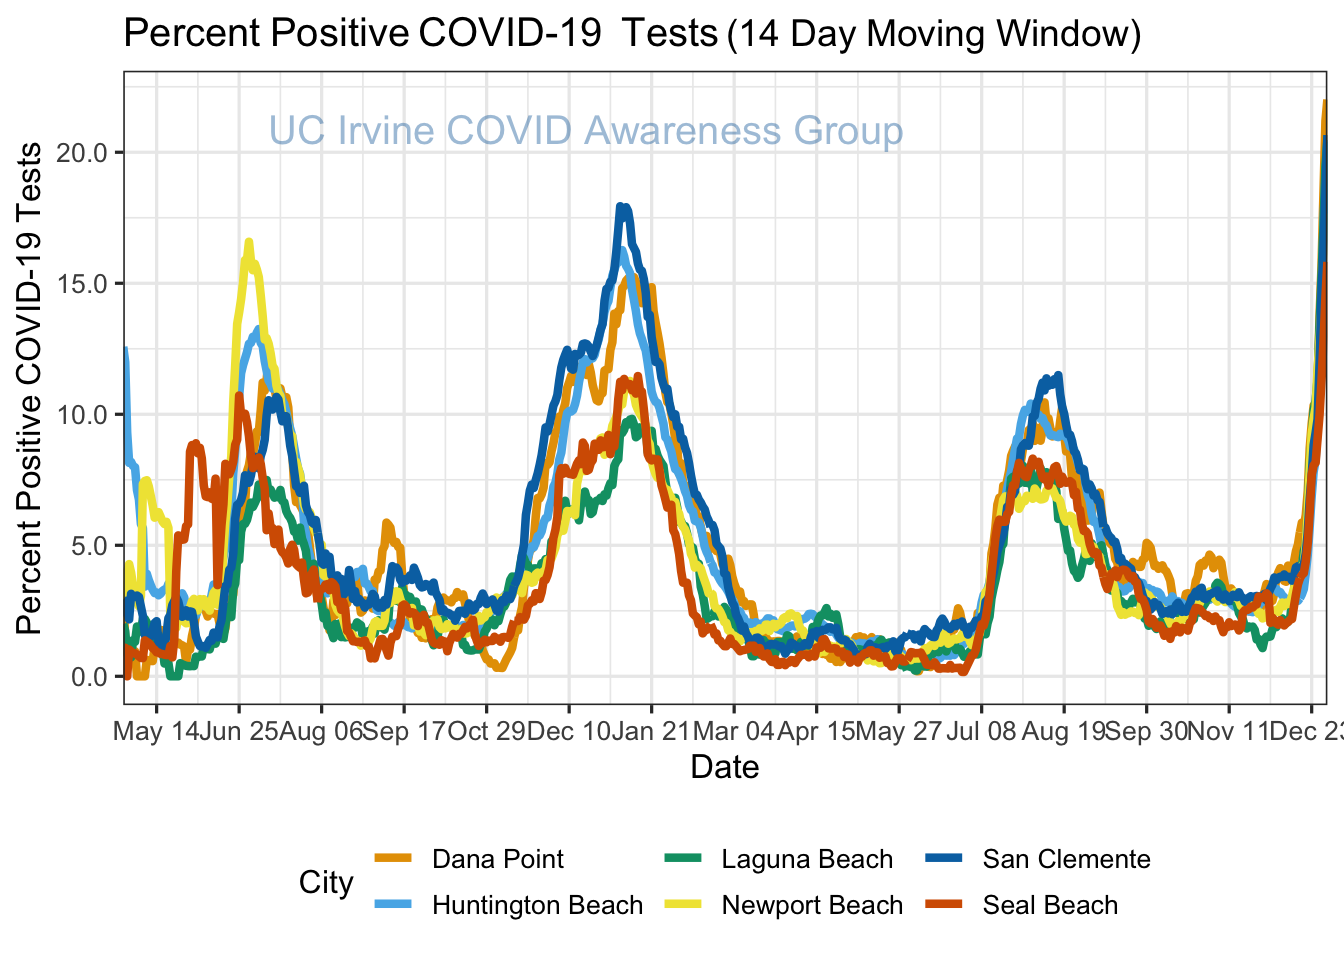 Percent Positive COVID-19 Tests (14 Day Moving Window)
UC Irvine COVID Awareness Group
Percent Positive COVID-19 Tests
20.0
15.0
10.0
5.0
0.0
May 14 Jun 25 Aug 06 Sep 17 Oct 29 Dec 10 Jan 21 Mar 04 Apr 15 May 27 Jul 08 Aug 19 Sep 30 Nov 11 Dec 23
Date
City
Dana Point Laguna Beach San Clemente
Huntington Beach Newport Beach Seal Beach